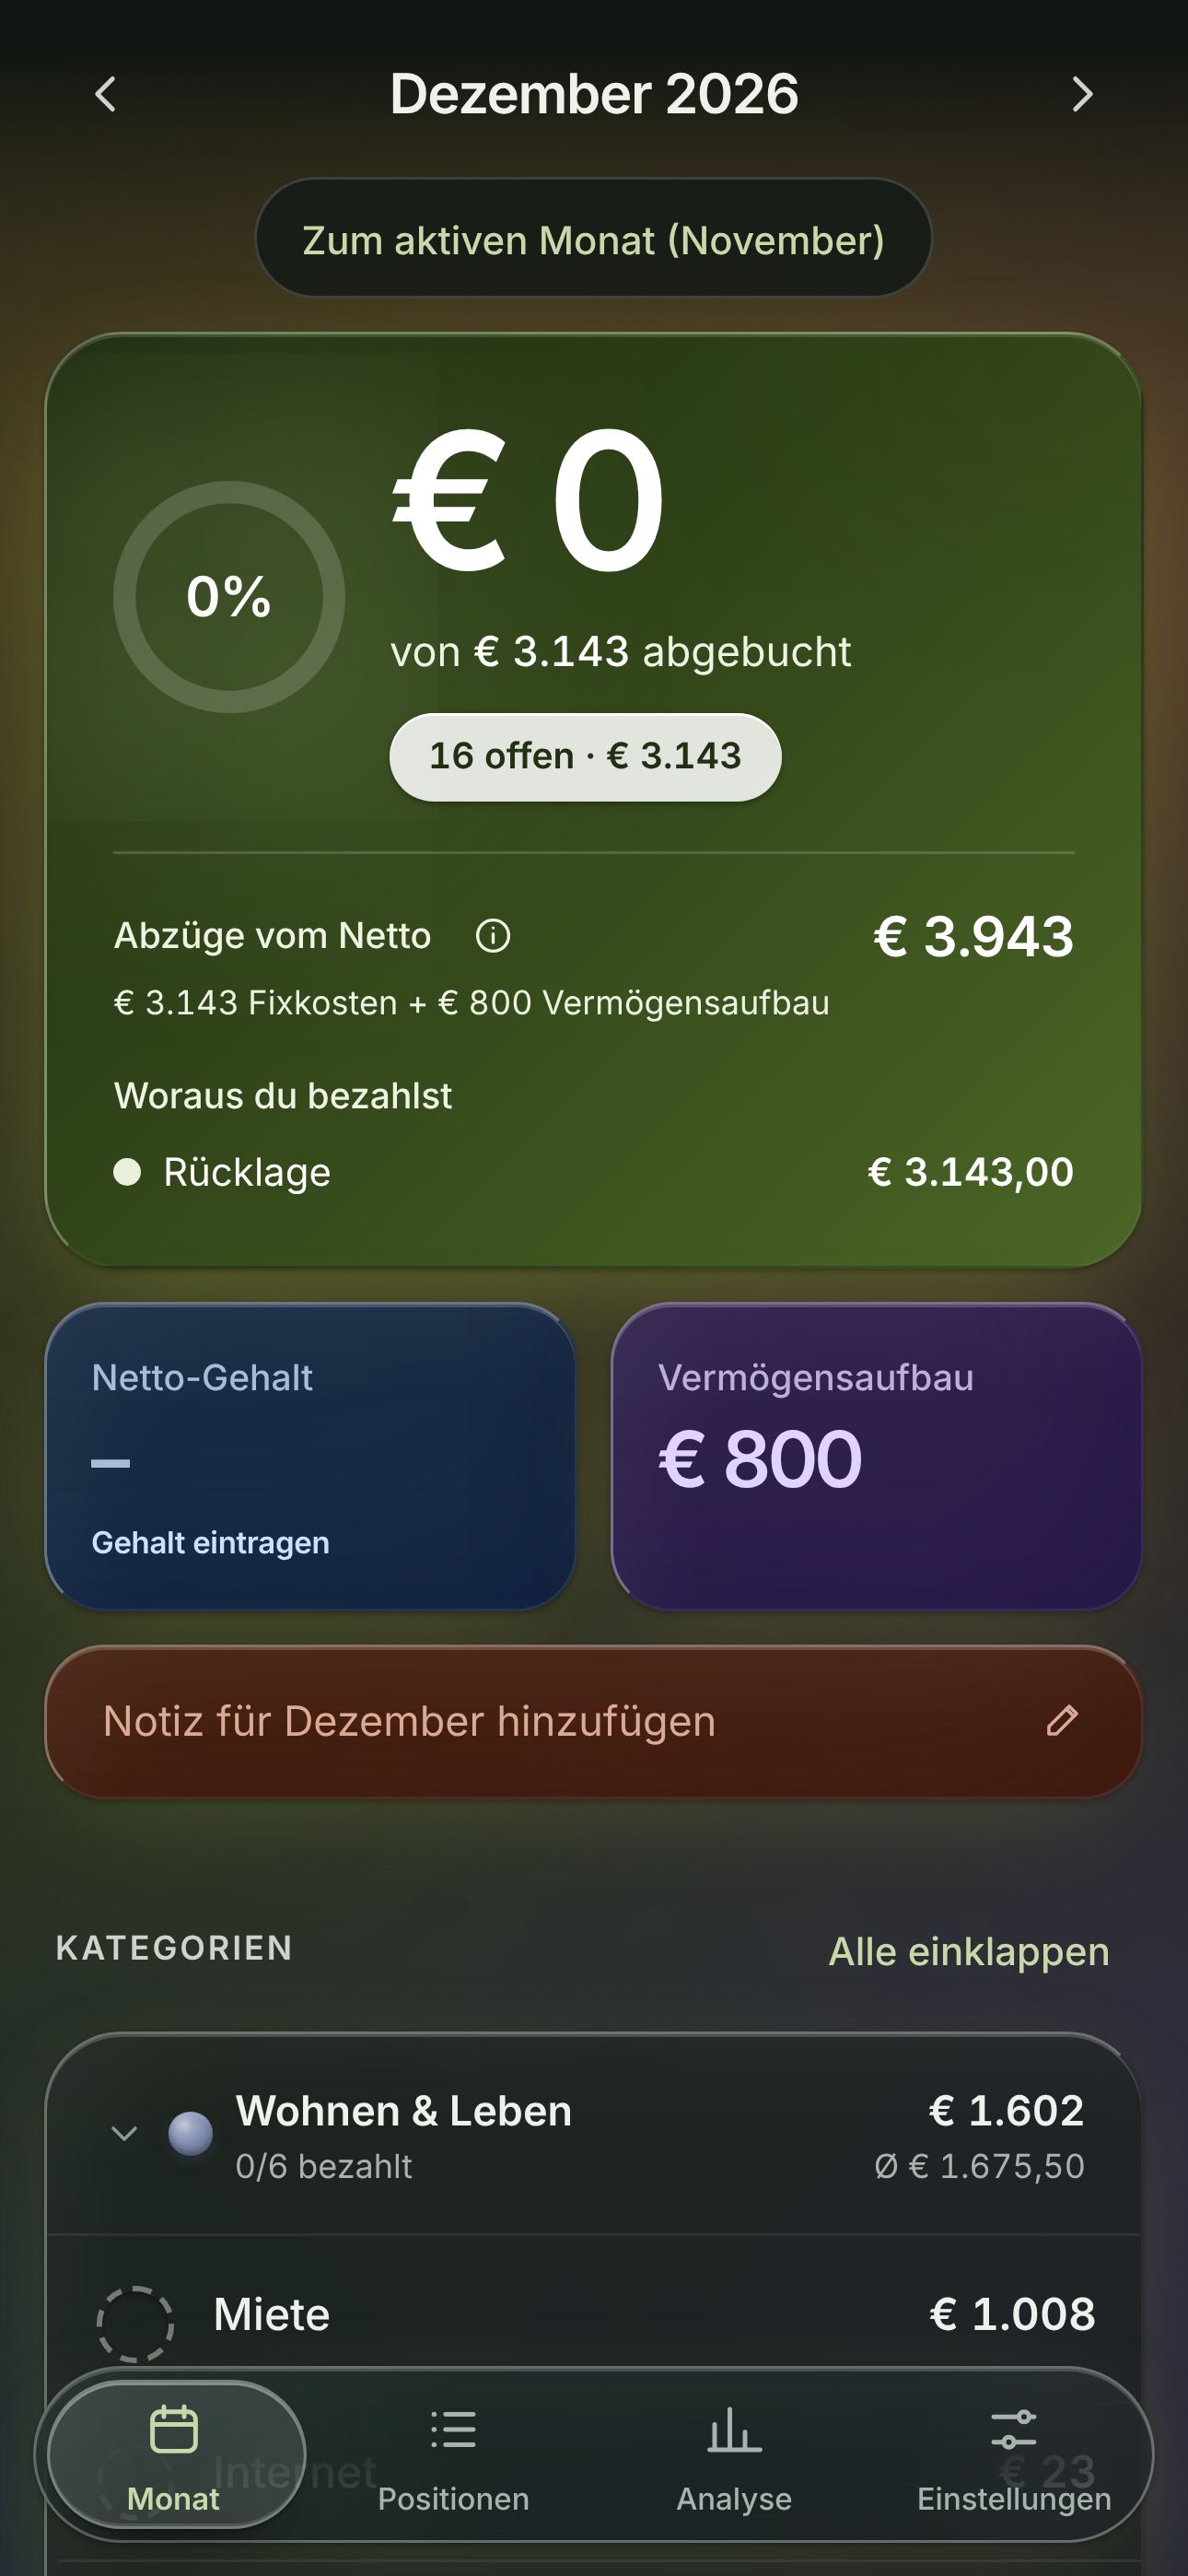 Dezember 2026
Zum aktiven Monat (November)
€ 0
0%
von € 3.143 abgebucht
16 offen · € 3.143
Abzüge vom Netto € 3.943
€ 3.143 Fixkosten + € 800 Vermögensaufbau
Woraus du bezahlst
Rücklage € 3.143,00
Netto-Gehalt
–
Gehalt eintragen
Vermögensaufbau
€ 800
Notiz für Dezember hinzufügen
KATEGORIEN Alle einklappen
Wohnen & Leben € 1.602
0/6 bezahlt Ø € 1.675,50
Miete € 1.008
Internet € 23
Monat Positionen Analyse Einstellungen